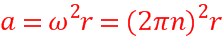 a = ω²r = (2πn)²r